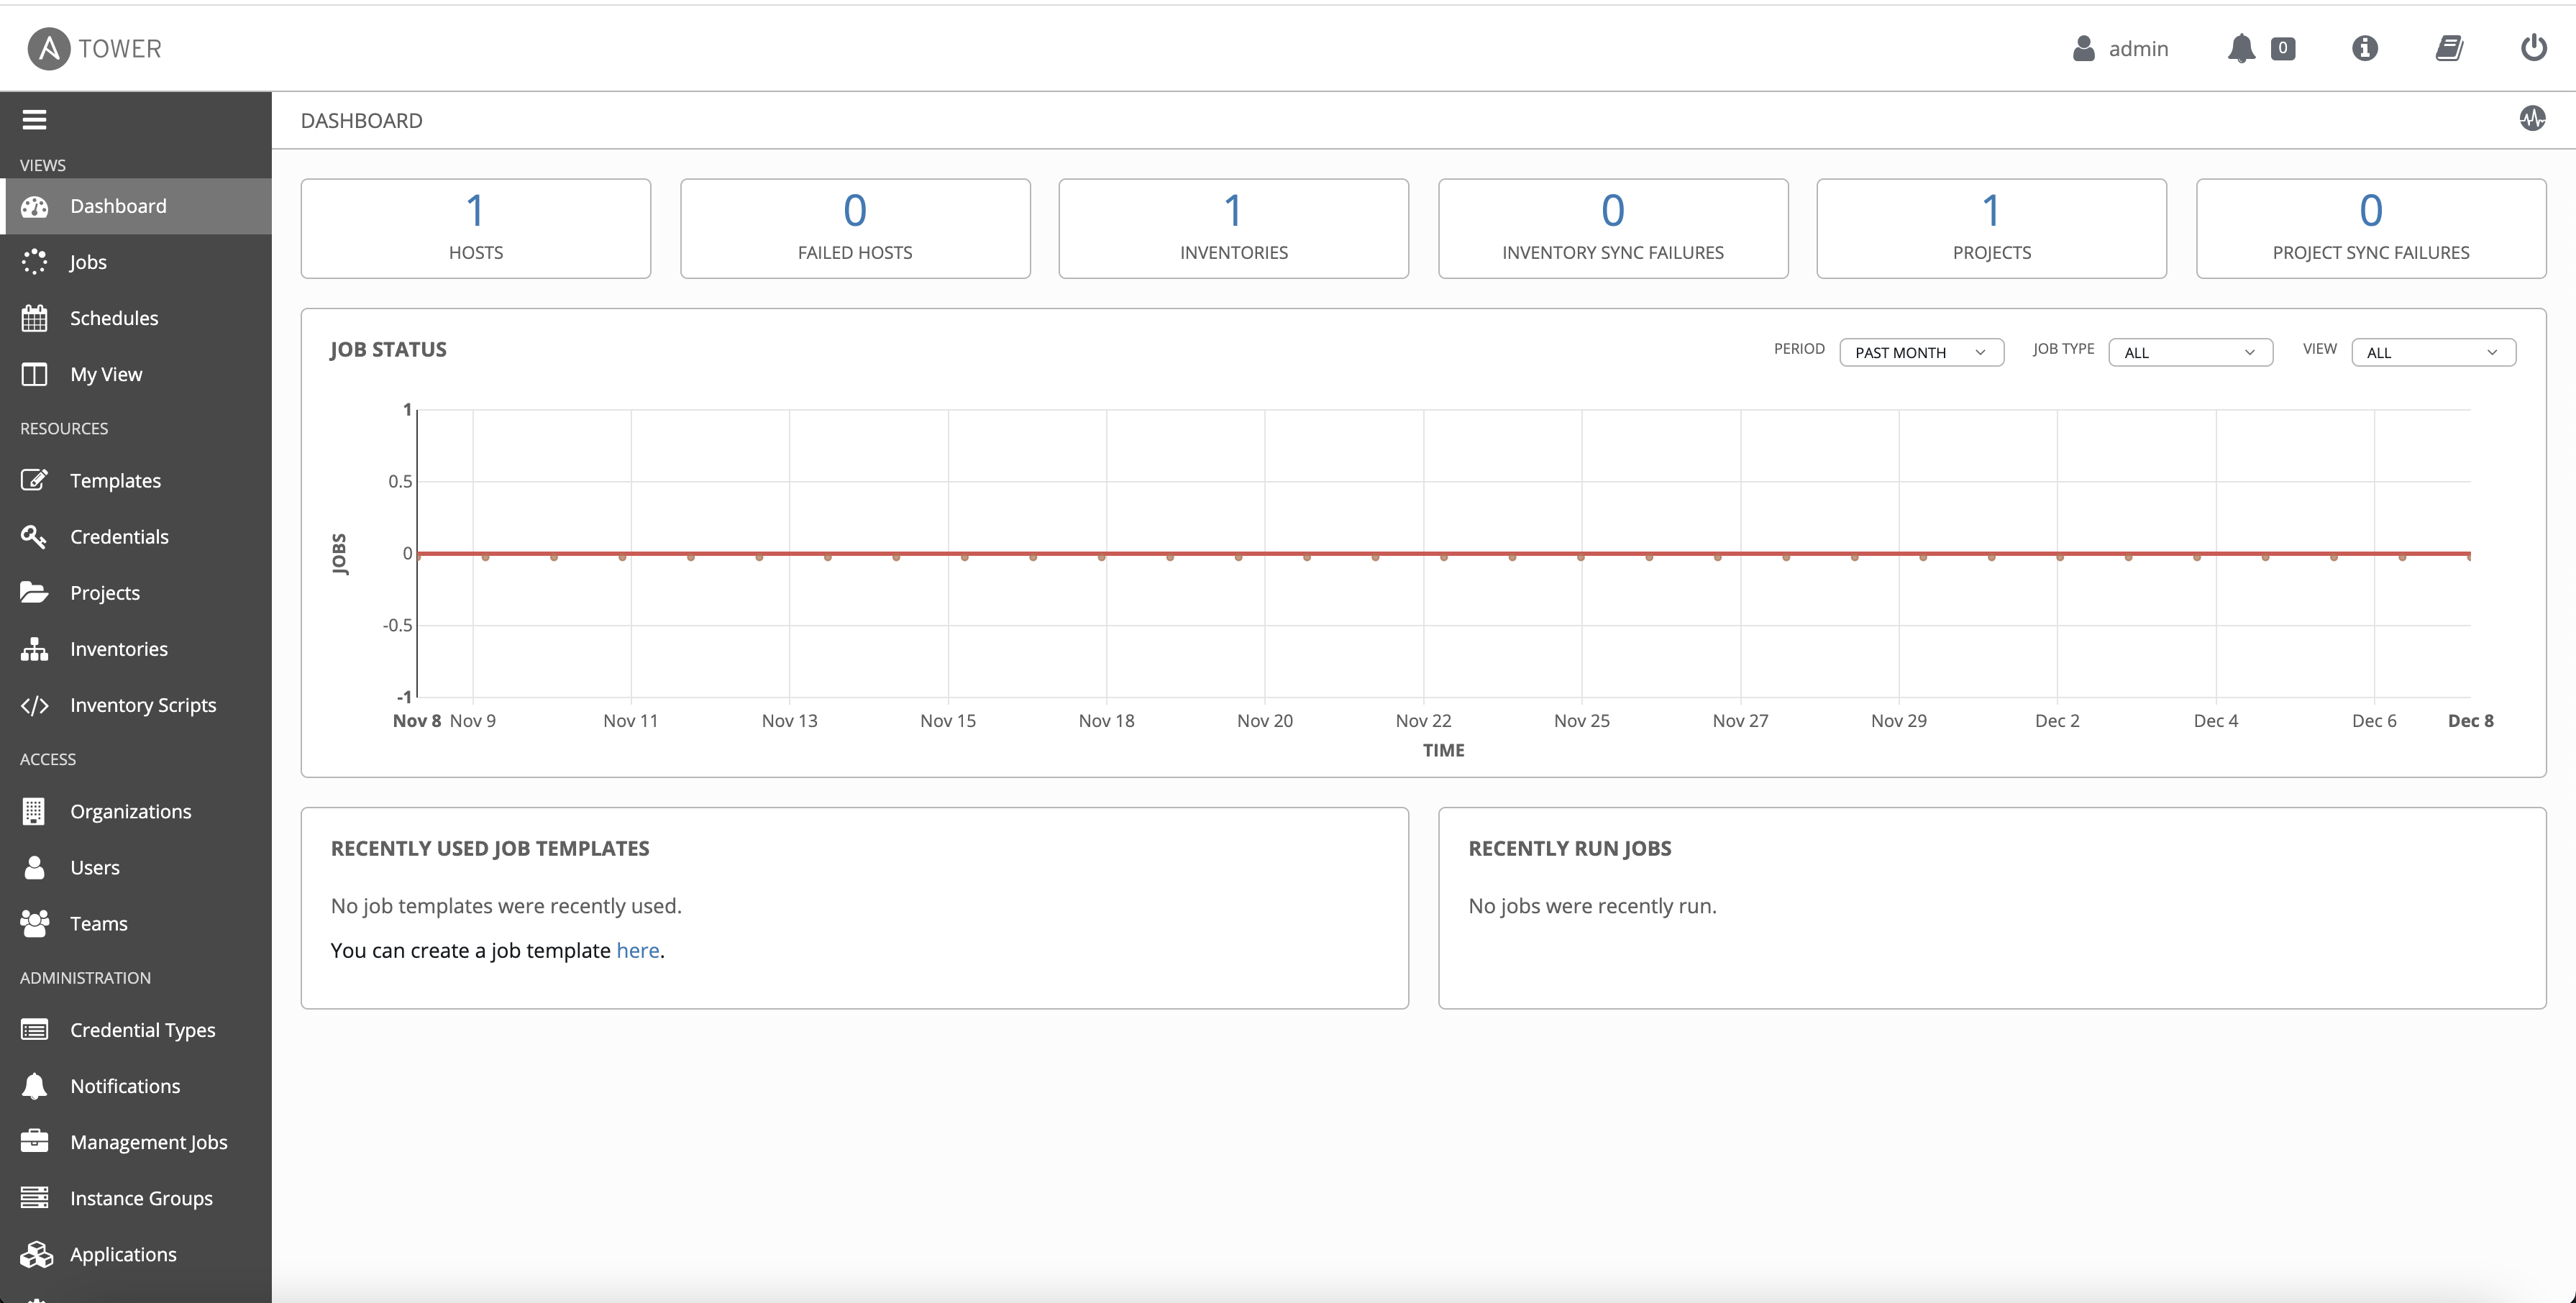 TOWER
admin
0
DASHBOARD
VIEWS
Dashboard
Jobs
Schedules
My View
RESOURCES
Templates
Credentials
Projects
Inventories
Inventory Scripts
ACCESS
Organizations
Users
Teams
ADMINISTRATION
Credential Types
Notifications
Management Jobs
Instance Groups
Applications
1
HOSTS
0
FAILED HOSTS
1
INVENTORIES
0
INVENTORY SYNC FAILURES
1
PROJECTS
0
PROJECT SYNC FAILURES
JOB STATUS
PERIOD PAST MONTH JOB TYPE ALL VIEW ALL
1
0.5
0
-0.5
-1
JOBS
Nov 8 Nov 9 Nov 11 Nov 13 Nov 15 Nov 18 Nov 20 Nov 22 Nov 25 Nov 27 Nov 29 Dec 2 Dec 4 Dec 6 Dec 8
TIME
RECENTLY USED JOB TEMPLATES
No job templates were recently used.
You can create a job template here.
RECENTLY RUN JOBS
No jobs were recently run.